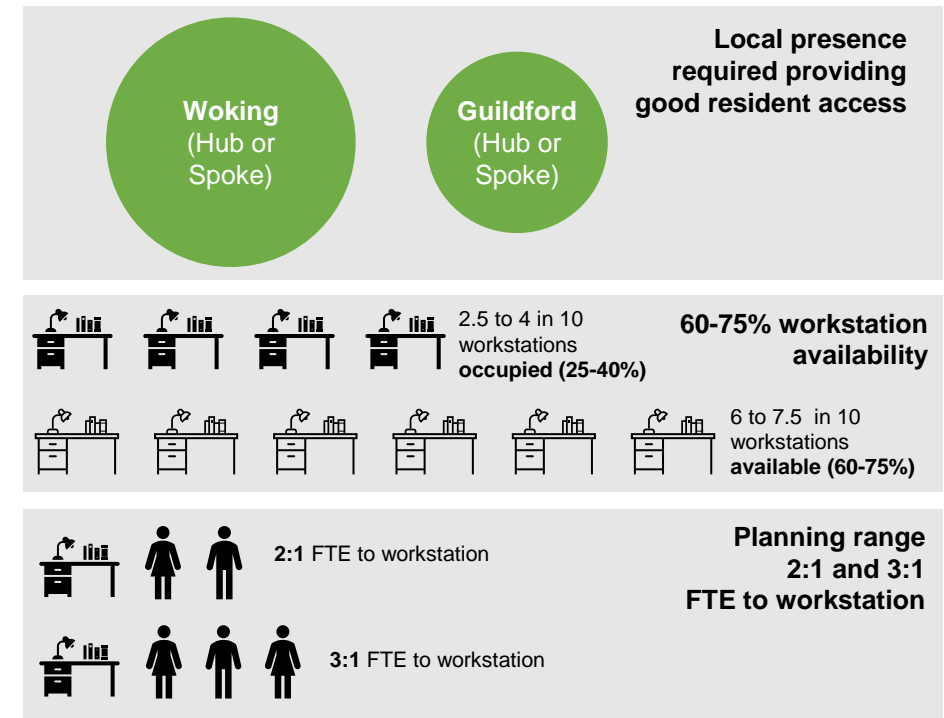 Local presence
required providing
good resident access
Woking
(Hub or
Spoke)
Guildford
(Hub or
Spoke)
60-75% workstation
availability
2.5 to 4 in 10
workstations
occupied (25-40%)
6 to 7.5  in 10
workstations
available (60-75%)
Planning range
2:1 and 3:1
FTE to workstation
2:1 FTE to workstation
3:1 FTE to workstation